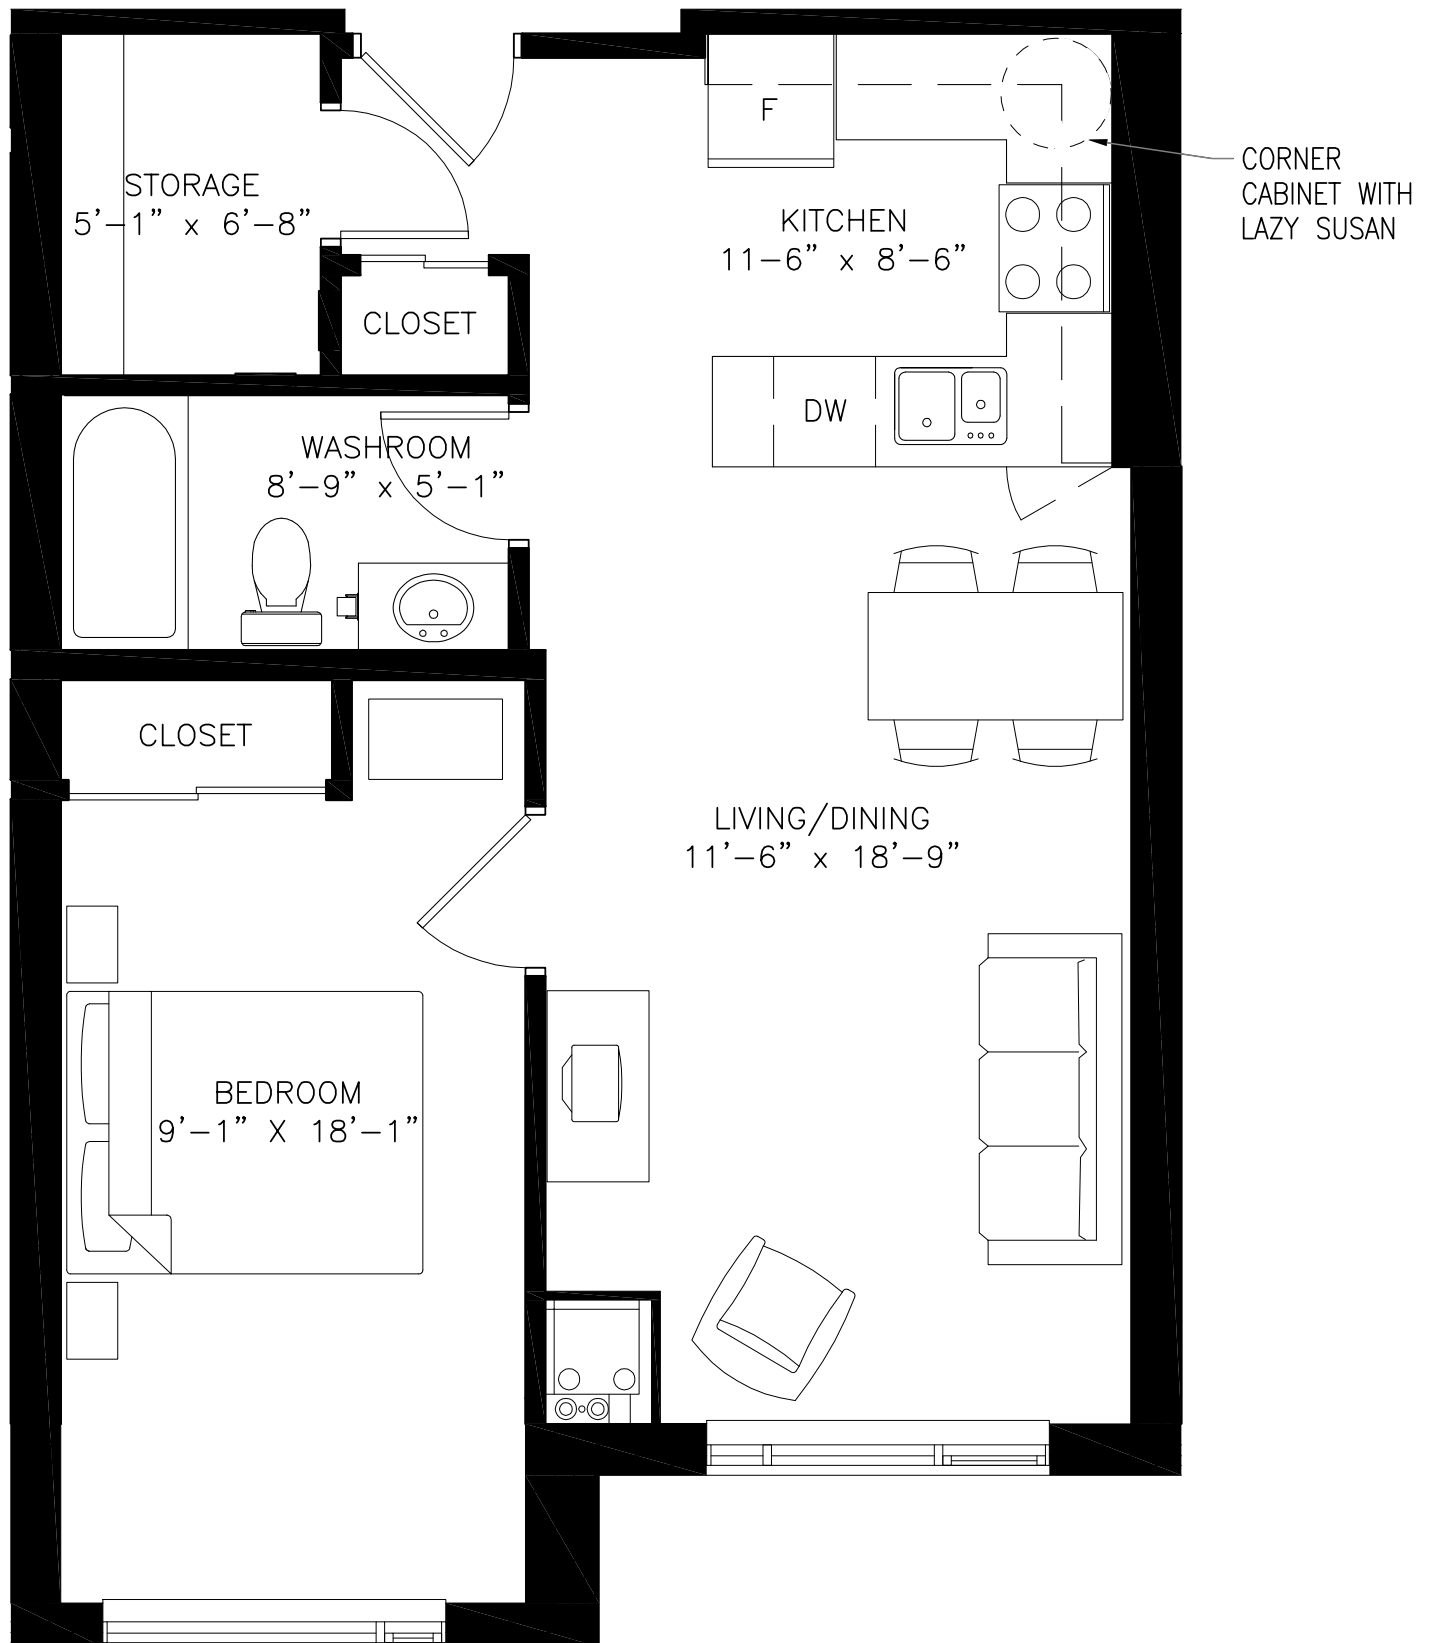 F
CORNER
CABINET WITH
LAZY SUSAN
STORAGE
5'-1" x 6'-8"
KITCHEN
11-6" x 8'-6"
CLOSET
DW
WASHROOM
8'-9" x 5'-1"
CLOSET
LIVING/DINING
11'-6" x 18'-9"
BEDROOM
9'-1" X 18'-1"